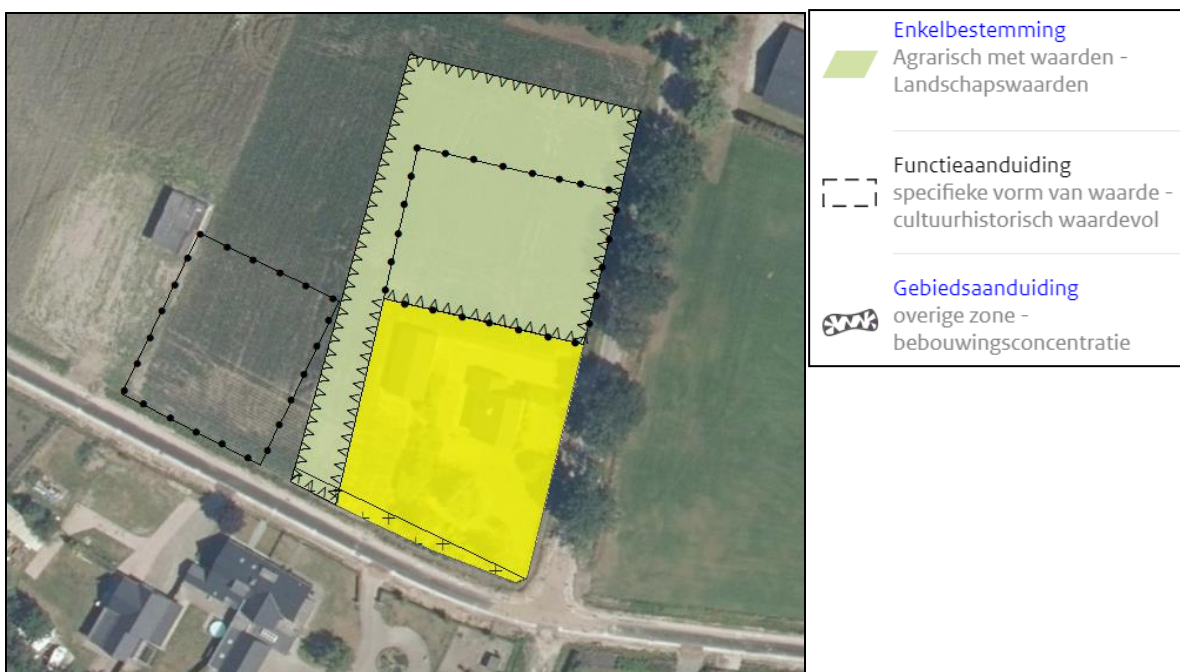 Enkelbestemming
Agrarisch met waarden -
Landschapswaarden
Functieaanduiding
specifieke vorm van waarde -
cultuurhistorisch waardevol
Gebiedsaanduiding
overige zone -
bebouwingsconcentratie